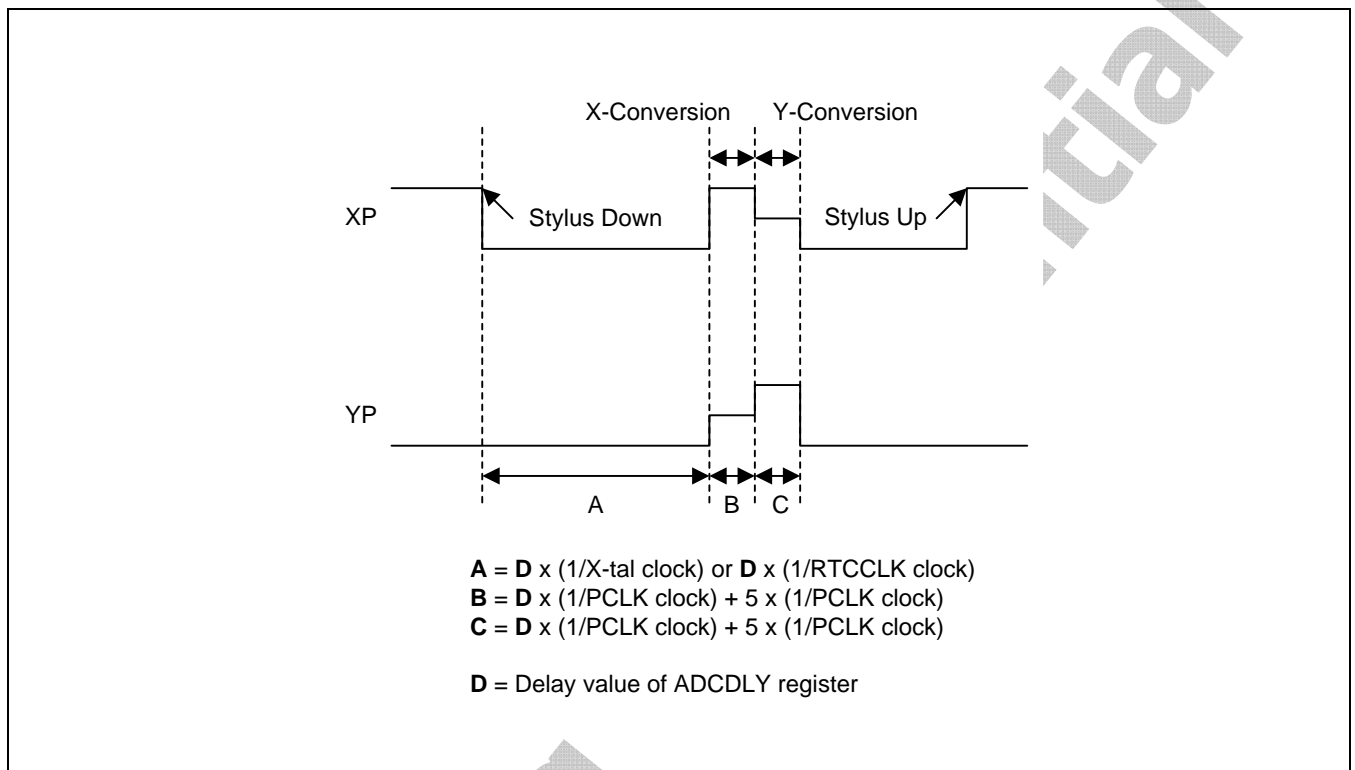 X-Conversion Y-Conversion
XP
Stylus Down
Stylus Up
YP
A
B
C
A = D x (1/X-tal clock) or D x (1/RTCCLK clock)
B = D x (1/PCLK clock) + 5 x (1/PCLK clock)
C = D x (1/PCLK clock) + 5 x (1/PCLK clock)
D = Delay value of ADCDLY register